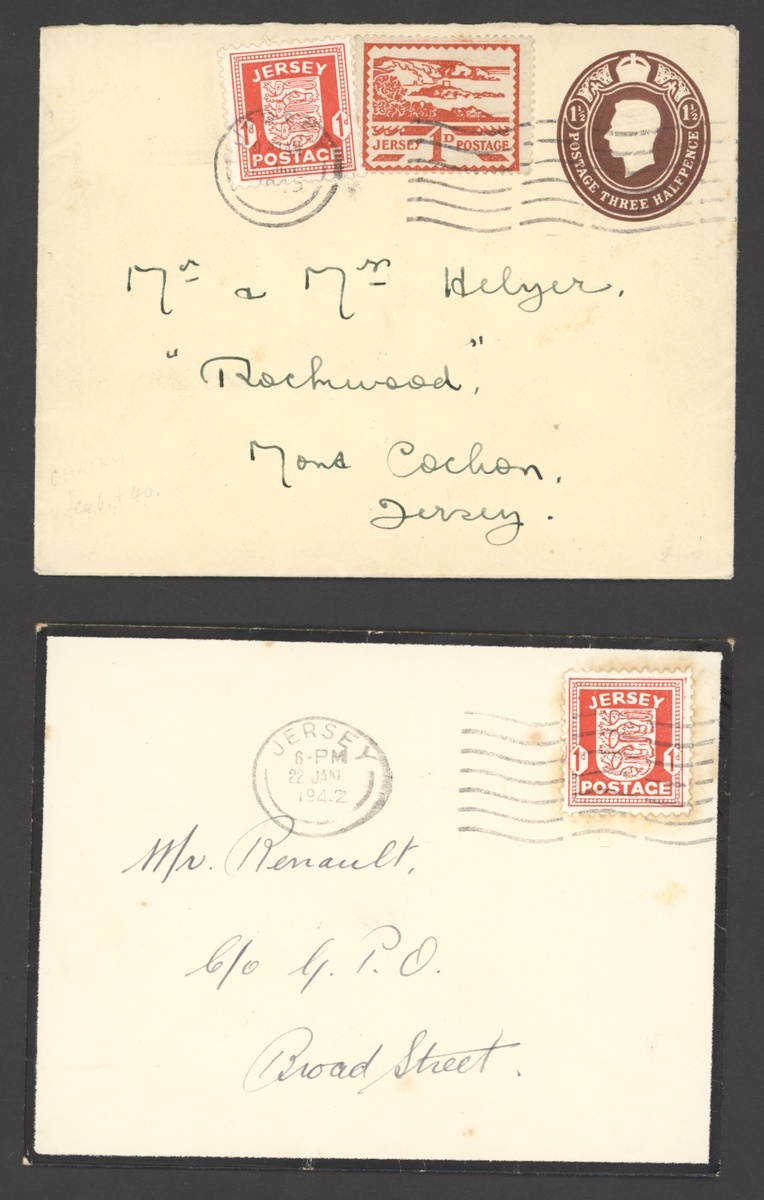 JERSEY
1d 1d
POSTAGE
JERSEY 1D POSTAGE
1½ 1½
POSTAGE THREE HALFPENCE
Mr & Mrs Helyer,
"Rockwood",
Mont Cochon,
Jersey.
JERSEY
1d 1d
POSTAGE
JERSEY
6-PM
22 JAN
1942
Mr. Renault,
C/o G. P. O.
Broad Street.